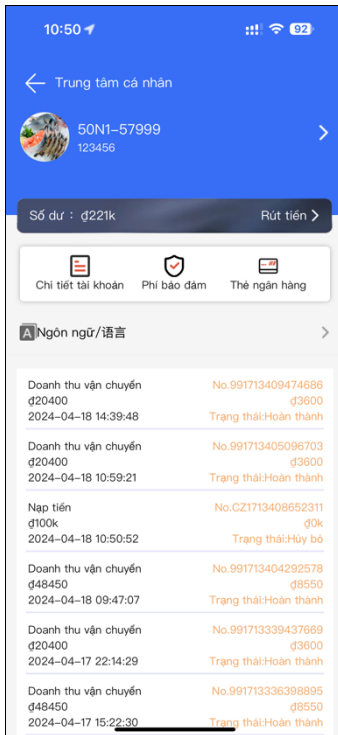 10:50
92
Trung tâm cá nhân
50N1-57999
123456
Số dư : ₫221k
Rút tiền
Chi tiết tài khoản
Phí bảo đảm
Thẻ ngân hàng
A Ngôn ngữ/语言
Doanh thu vận chuyển
No.991713409474686
₫20400
₫3600
2024-04-18 14:39:48
Trạng thái:Hoàn thành
Doanh thu vận chuyển
No.991713405096703
₫20400
₫3600
2024-04-18 10:59:21
Trạng thái:Hoàn thành
Nạp tiền
No.CZ1713408652311
₫100k
₫0k
2024-04-18 10:50:52
Trạng thái:Hủy bỏ
Doanh thu vận chuyển
No.991713404292578
₫48450
₫8550
2024-04-18 09:47:07
Trạng thái:Hoàn thành
Doanh thu vận chuyển
No.991713339437669
₫20400
₫3600
2024-04-17 22:14:29
Trạng thái:Hoàn thành
Doanh thu vận chuyển
No.991713336398895
₫48450
₫8550
2024-04-17 15:22:30
Trạng thái:Hoàn thành